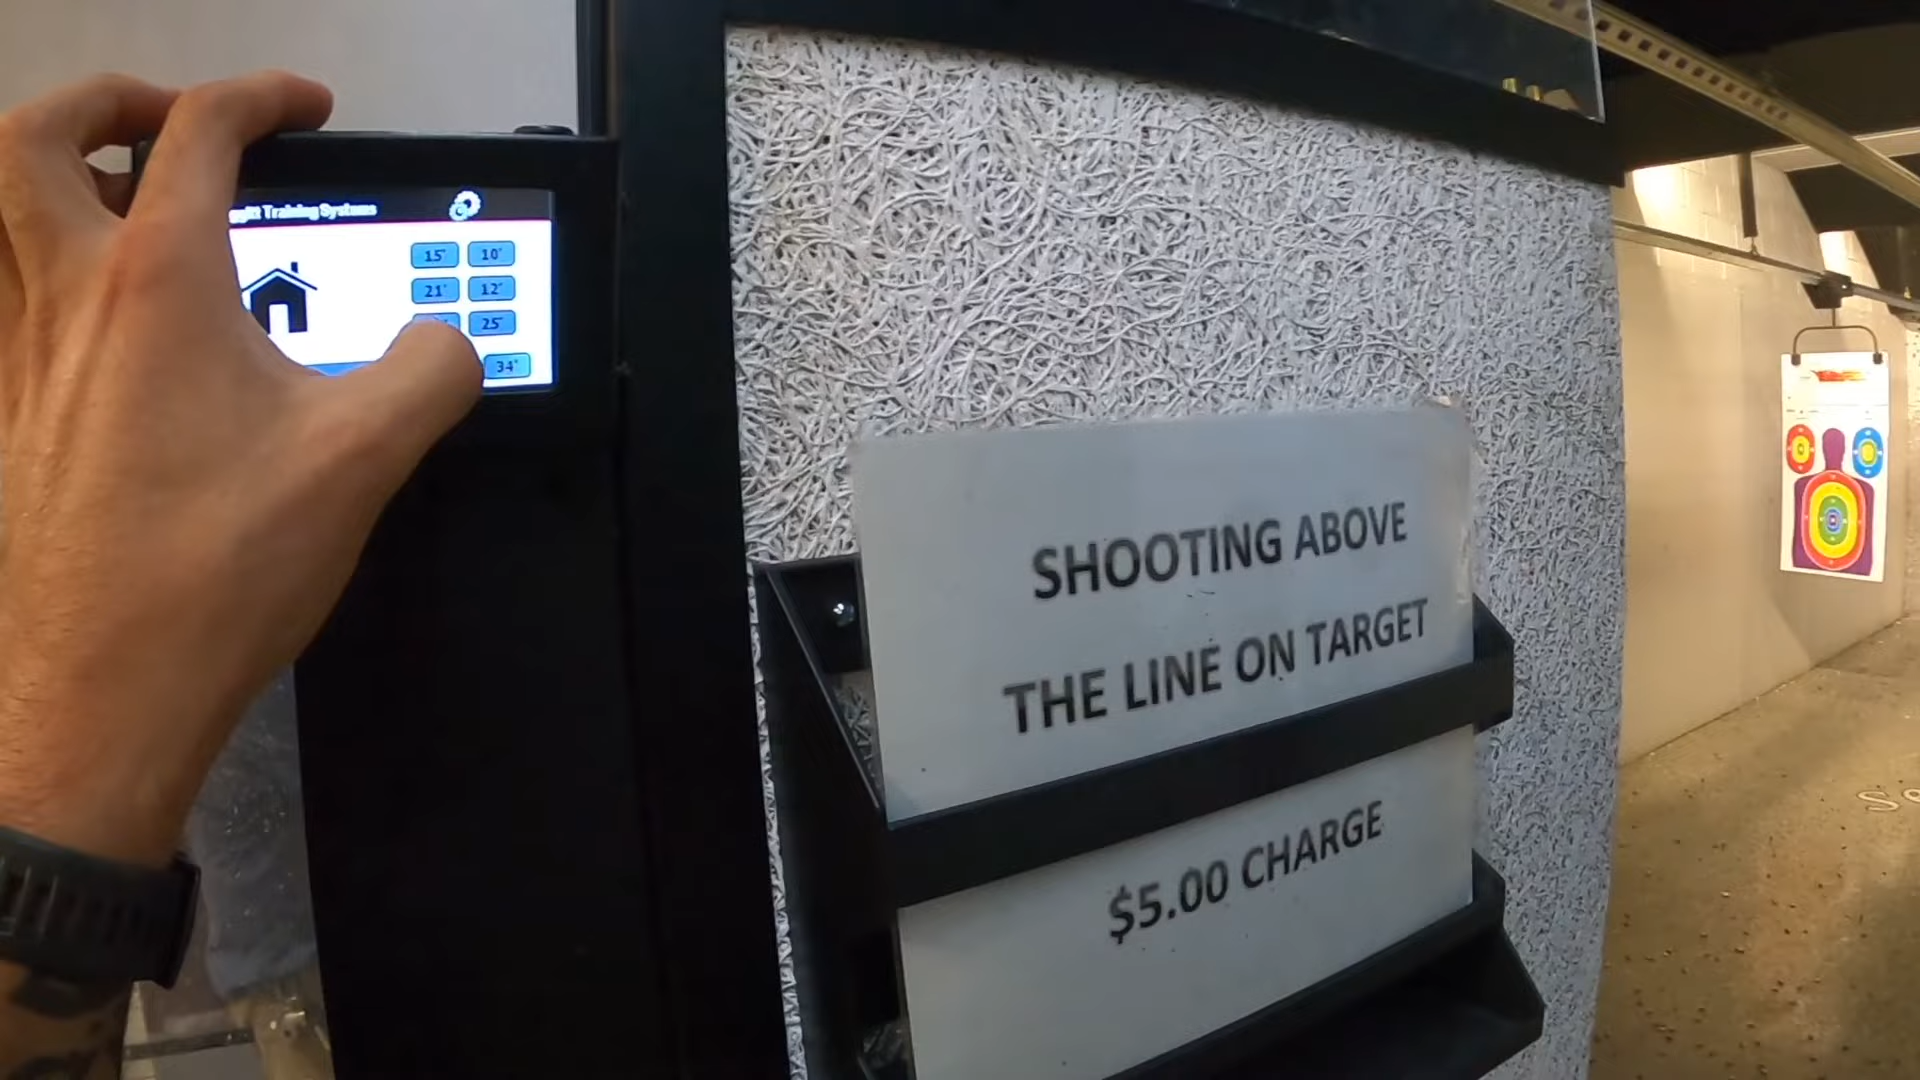 Training Systems
15' 10'
21' 12'
25'
34'
SHOOTING ABOVE
THE LINE ON TARGET
$5.00 CHARGE